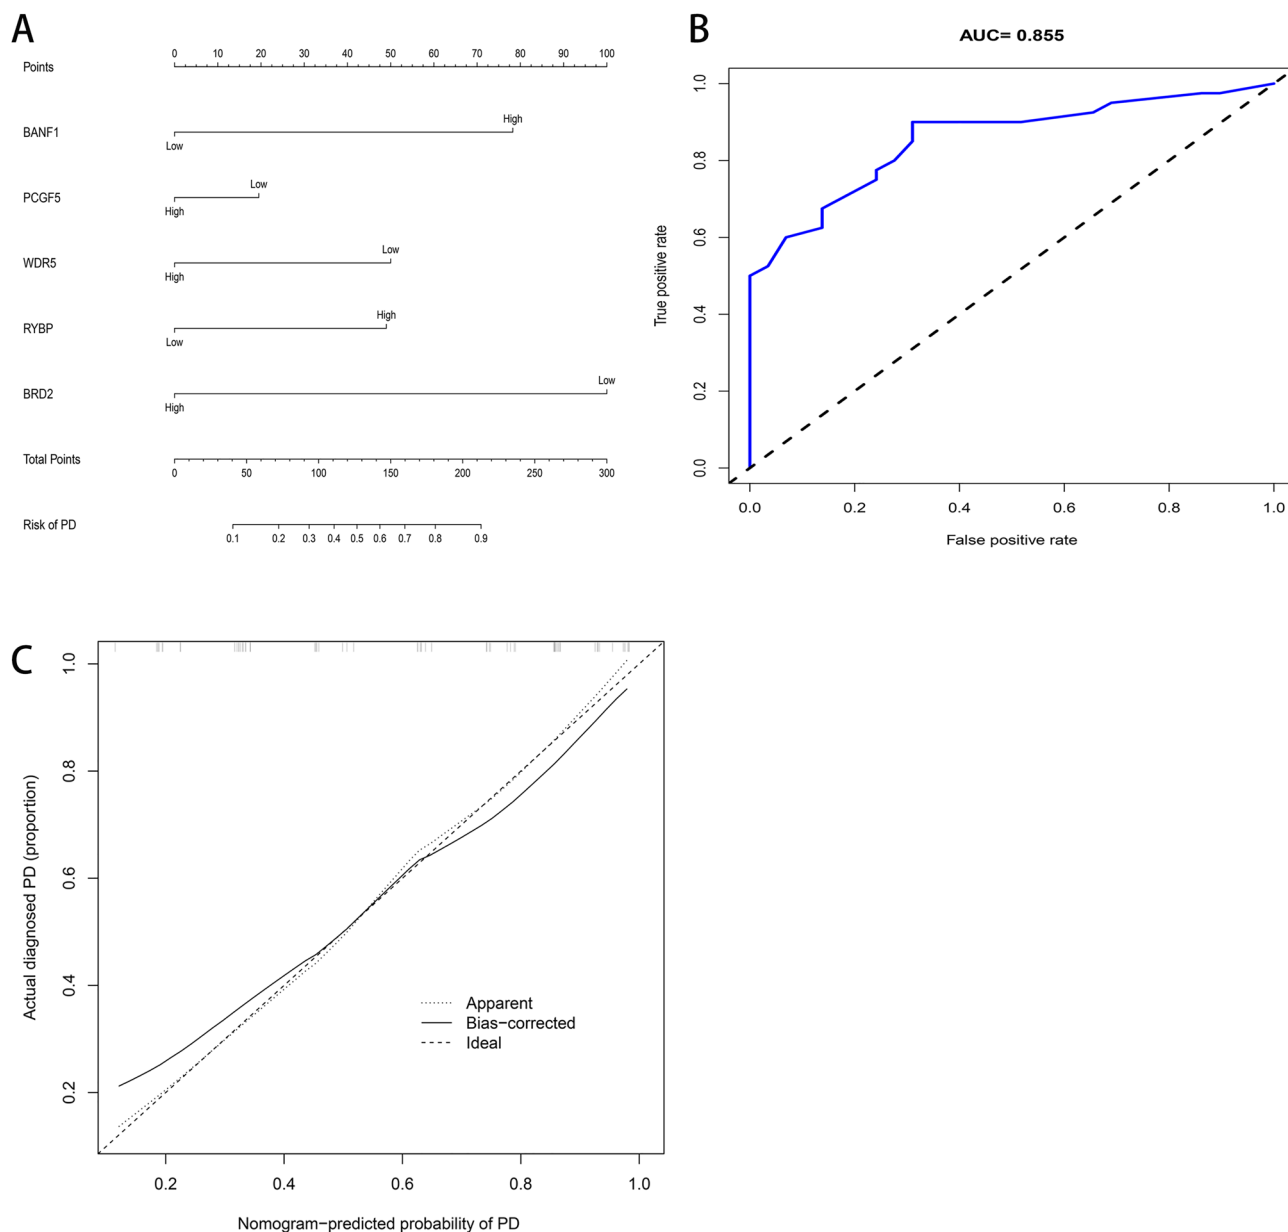 A
0 10 20 30 40 50 60 70 80 90 100
Points
High
BANF1
Low
Low
PCGF5
High
Low
WDR5
High
High
RYBP
Low
Low
BRD2
High
Total Points
0 50 100 150 200 250 300
Risk of PD
0.1 0.2 0.3 0.4 0.5 0.6 0.7 0.8 0.9
B
AUC= 0.855
True positive rate
1.0
0.8
0.6
0.4
0.2
0.0
0.0 0.2 0.4 0.6 0.8 1.0
False positive rate
C
Actual diagnosed PD (proportion)
1.0
0.8
0.6
0.4
0.2
Apparent
Bias−corrected
Ideal
0.2 0.4 0.6 0.8 1.0
Nomogram−predicted probability of PD